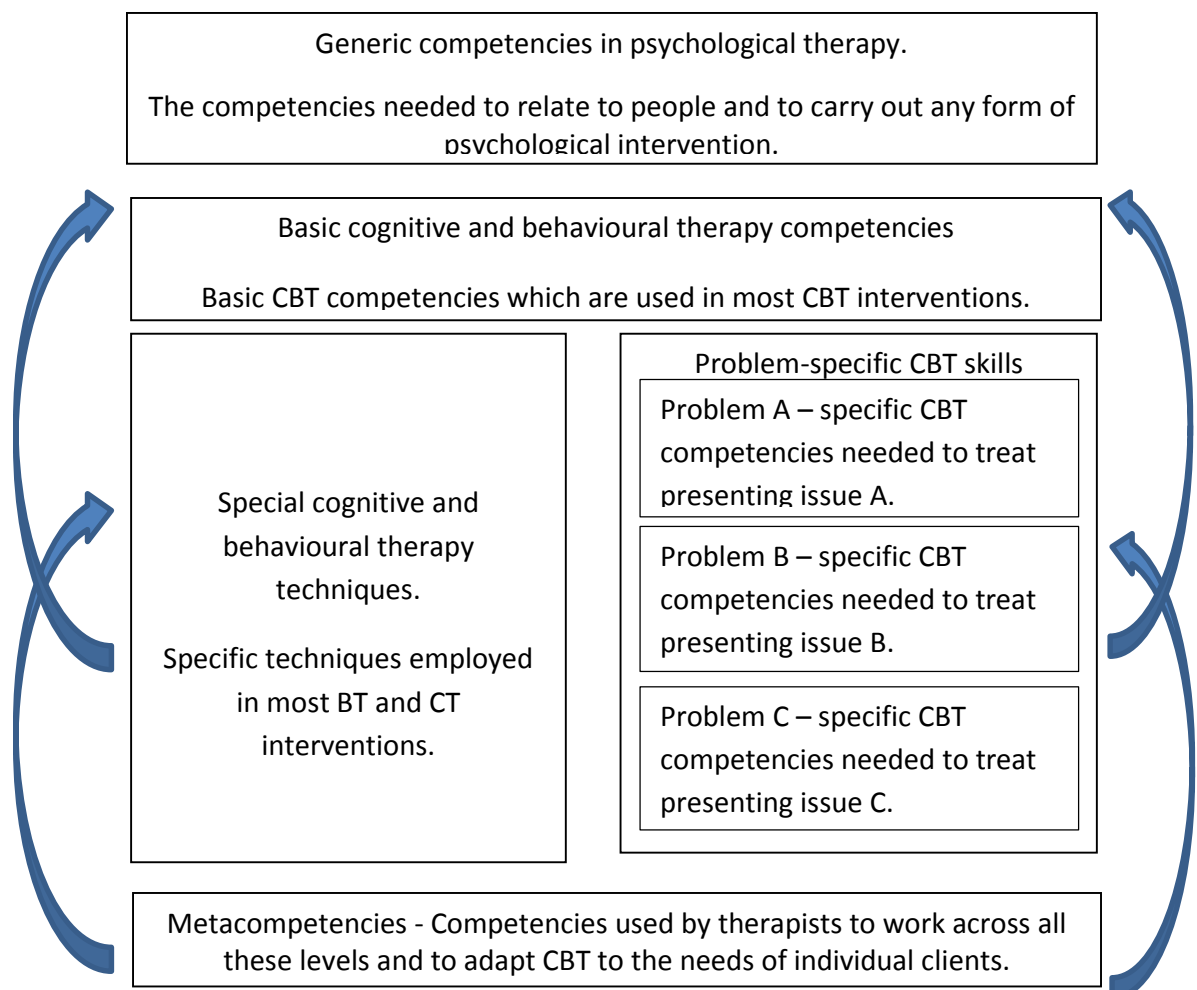 Generic competencies in psychological therapy.
The competencies needed to relate to people and to carry out any form of
psychological intervention.
Basic cognitive and behavioural therapy competencies
Basic CBT competencies which are used in most CBT interventions.
Special cognitive and
behavioural therapy
techniques.
Specific techniques employed
in most BT and CT
interventions.
Problem-specific CBT skills
Problem A – specific CBT
competencies needed to treat
presenting issue A.
Problem B – specific CBT
competencies needed to treat
presenting issue B.
Problem C – specific CBT
competencies needed to treat
presenting issue C.
Metacompetencies - Competencies used by therapists to work across all
these levels and to adapt CBT to the needs of individual clients.